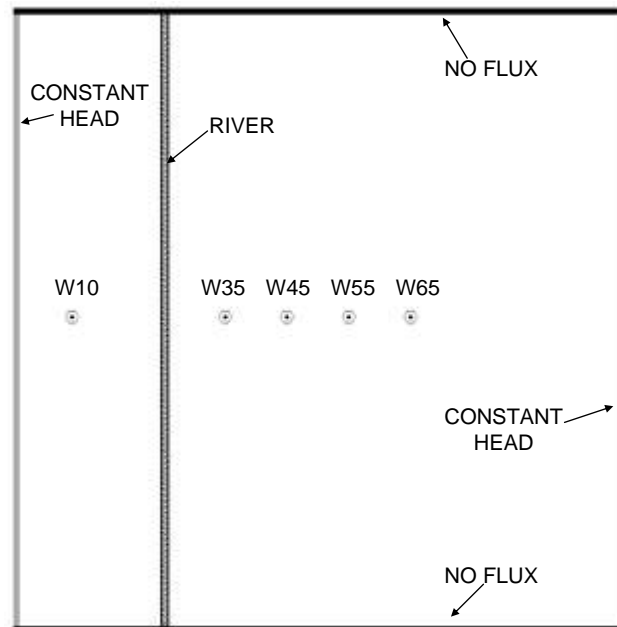 NO FLUX
CONSTANT
HEAD
RIVER
W10
W35
W45
W55
W65
CONSTANT
HEAD
NO FLUX